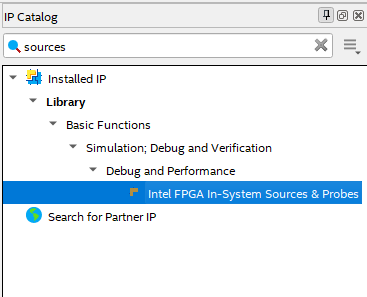 IP Catalog
sources
Installed IP
Library
Basic Functions
Simulation; Debug and Verification
Debug and Performance
Intel FPGA In-System Sources & Probes
Search for Partner IP